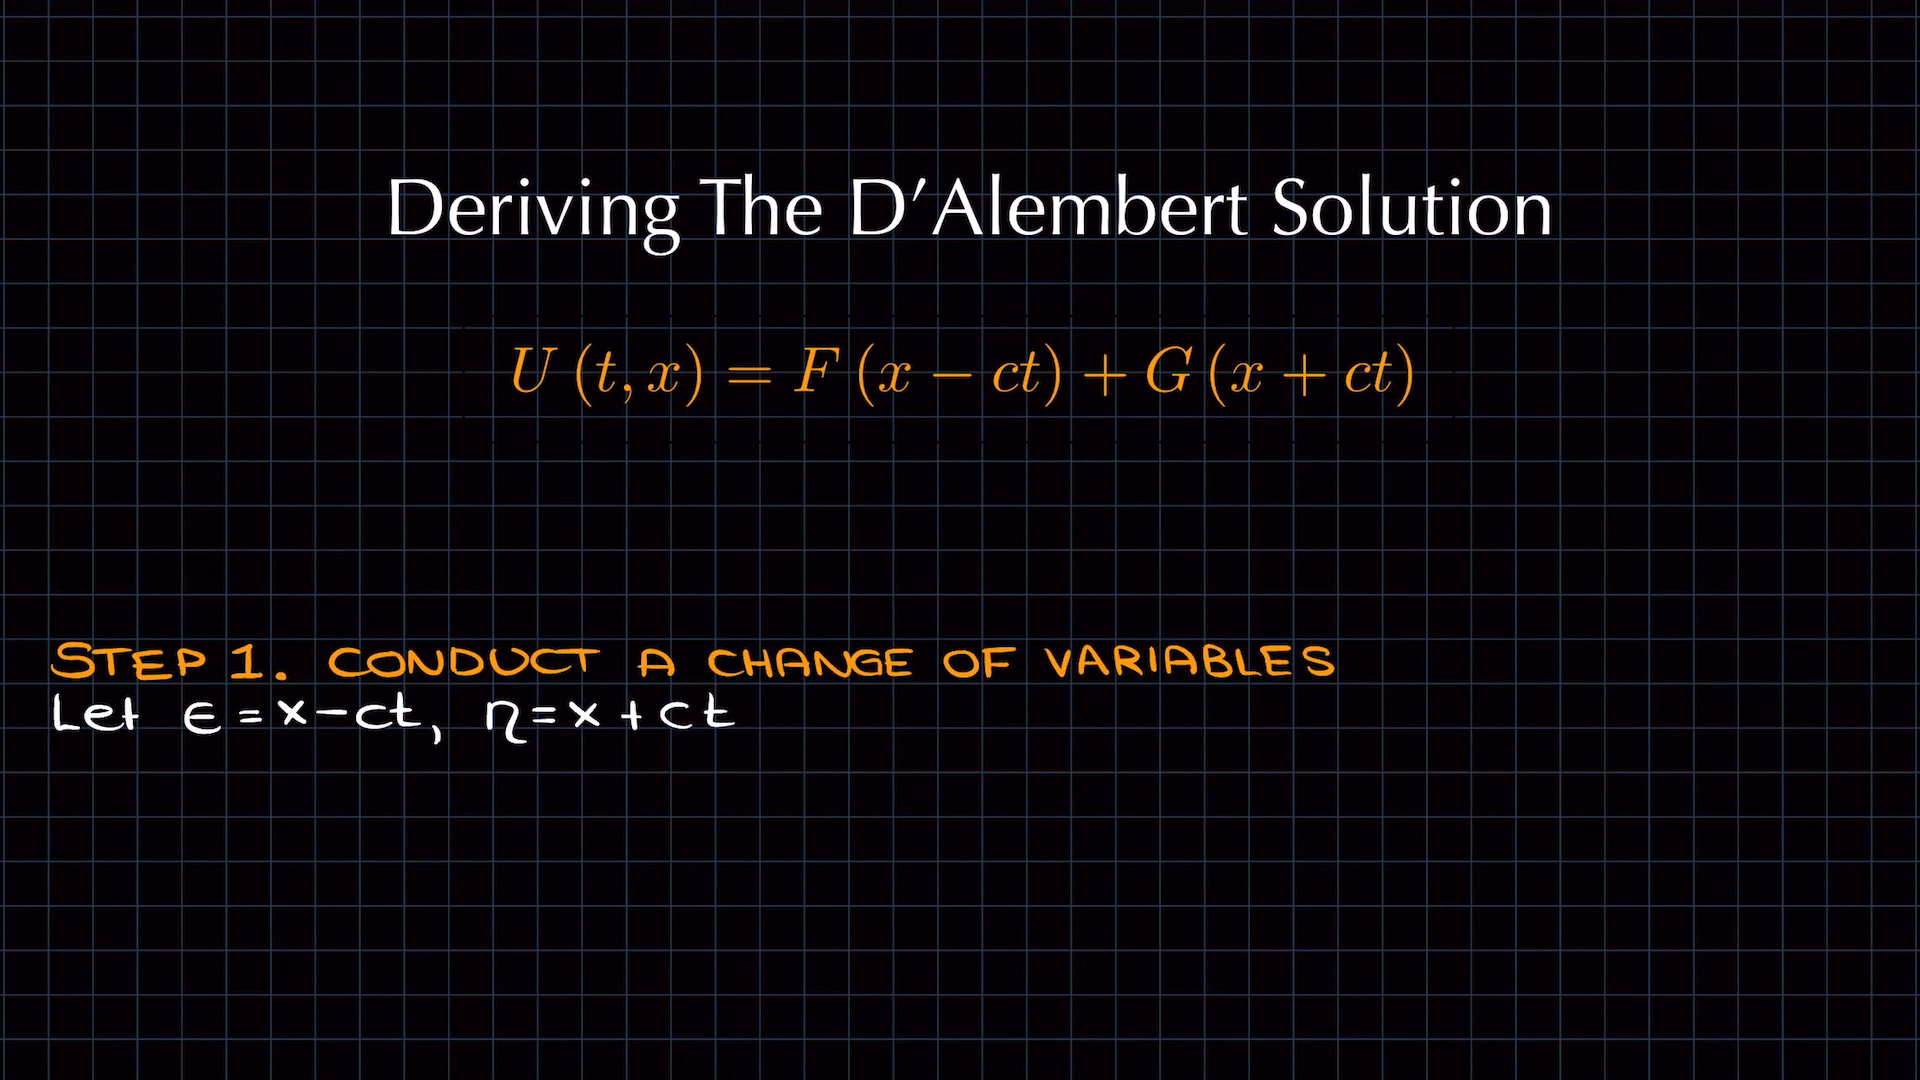 Deriving The D'Alembert Solution
U (t, x) = F (x − ct) + G (x + ct)
STEP 1. CONDUCT A CHANGE OF VARIABLES
Let ϵ = x − ct, η = x + ct